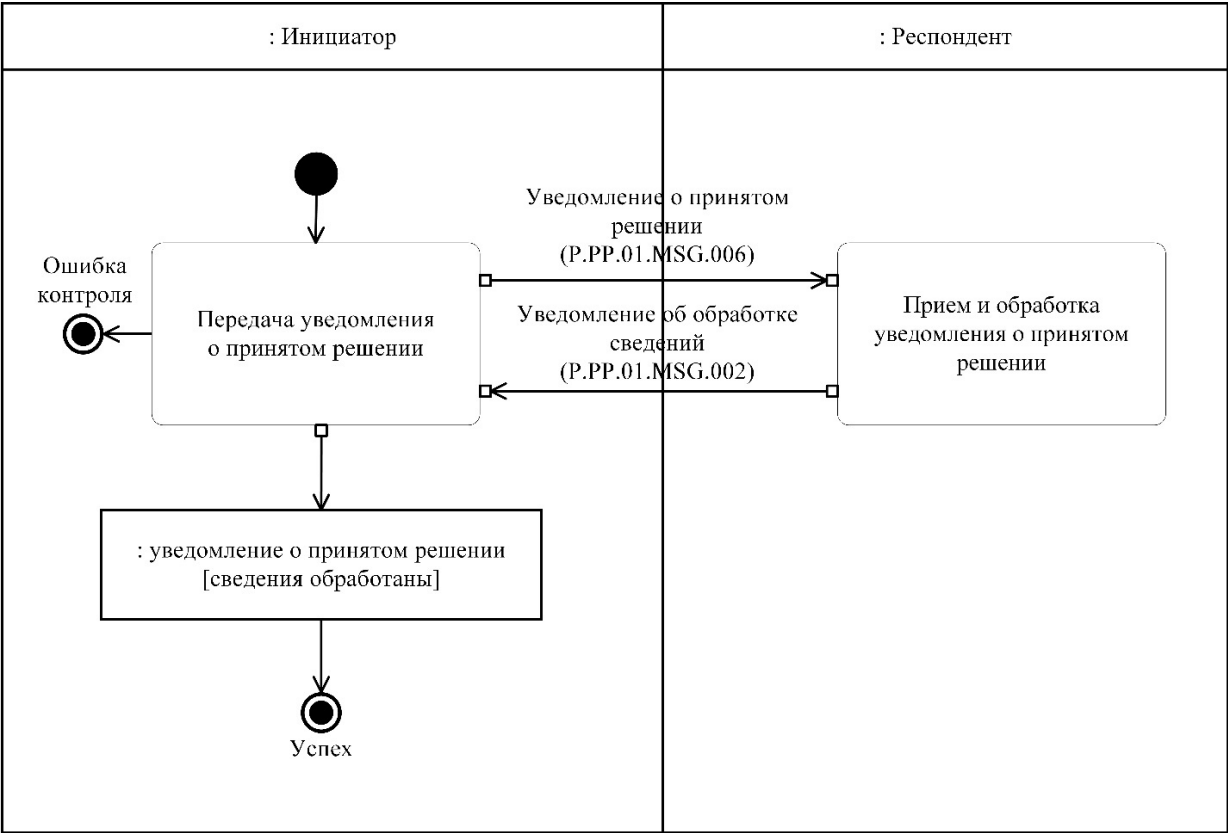 : Инициатор
: Респондент
Уведомление о принятом
решении
(P.PP.01.MSG.006)
Ошибка
контроля
Передача уведомления
о принятом решении
Уведомление об обработке
сведений
(P.PP.01.MSG.002)
Прием и обработка
уведомления о принятом
решении
: уведомление о принятом решении
[сведения обработаны]
Успех